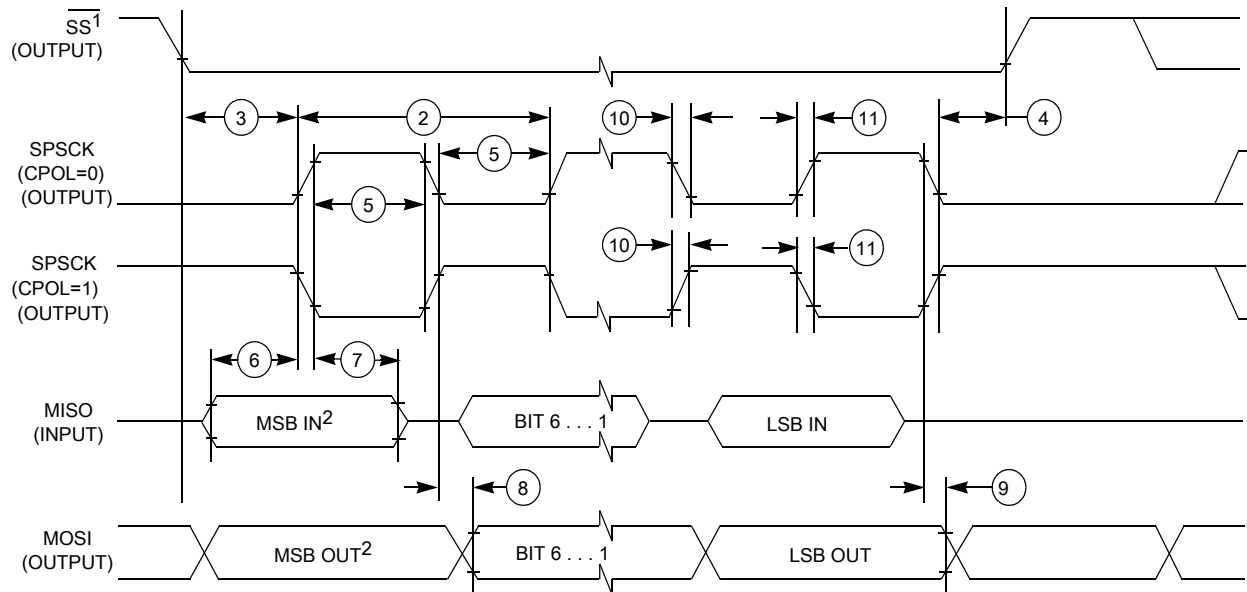 SS¹
(OUTPUT)
3
2
10
11
4
SPSCK
(CPOL=0)
(OUTPUT)
5
5
10
11
SPSCK
(CPOL=1)
(OUTPUT)
6
7
MISO
(INPUT)
MSB IN²
BIT 6 . . . 1
LSB IN
8
9
MOSI
(OUTPUT)
MSB OUT²
BIT 6 . . . 1
LSB OUT